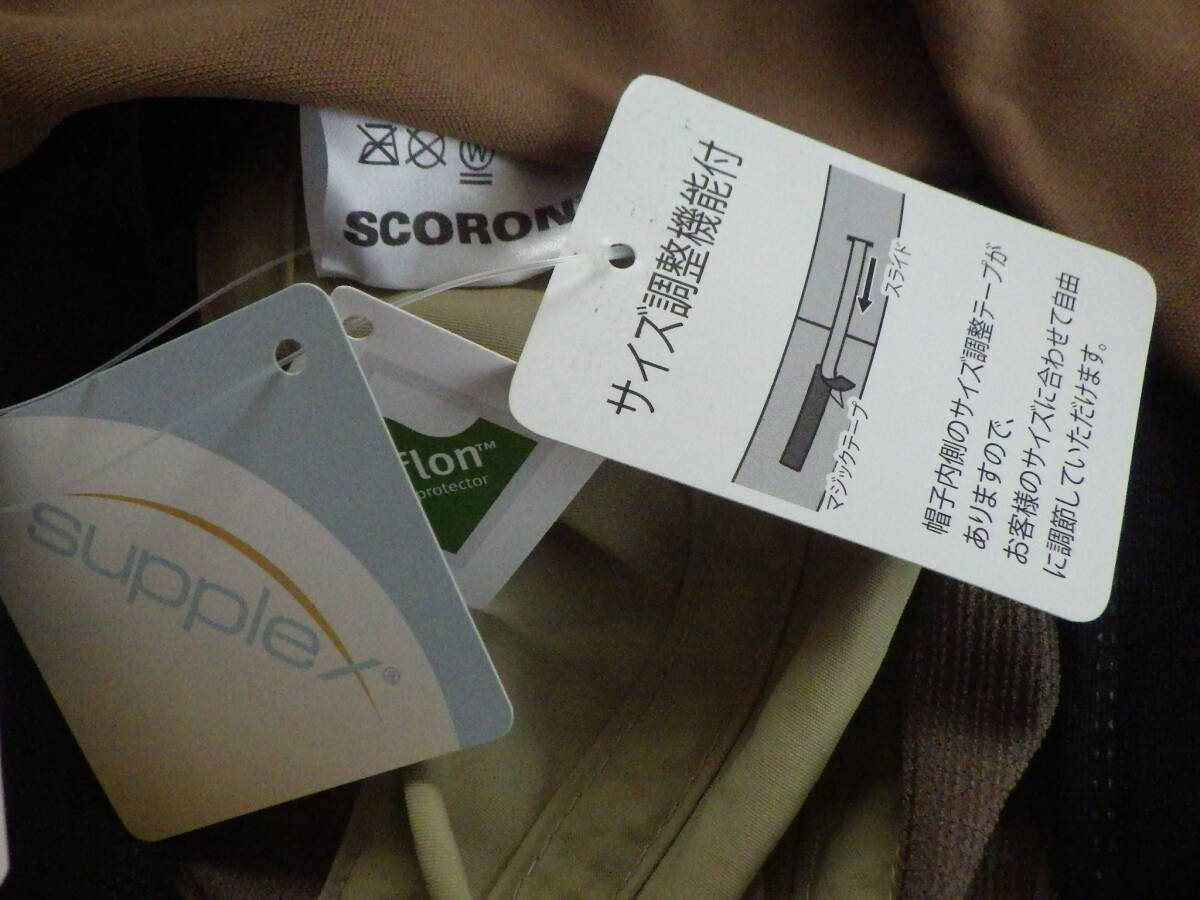 SCORON
サイズ調整機能付
スライド
マジックテープ
帽子内側のサイズ調整テープが
ありますので、
お客様のサイズに合わせて自由
に調節していただけます。
flon™
protector
supplex®